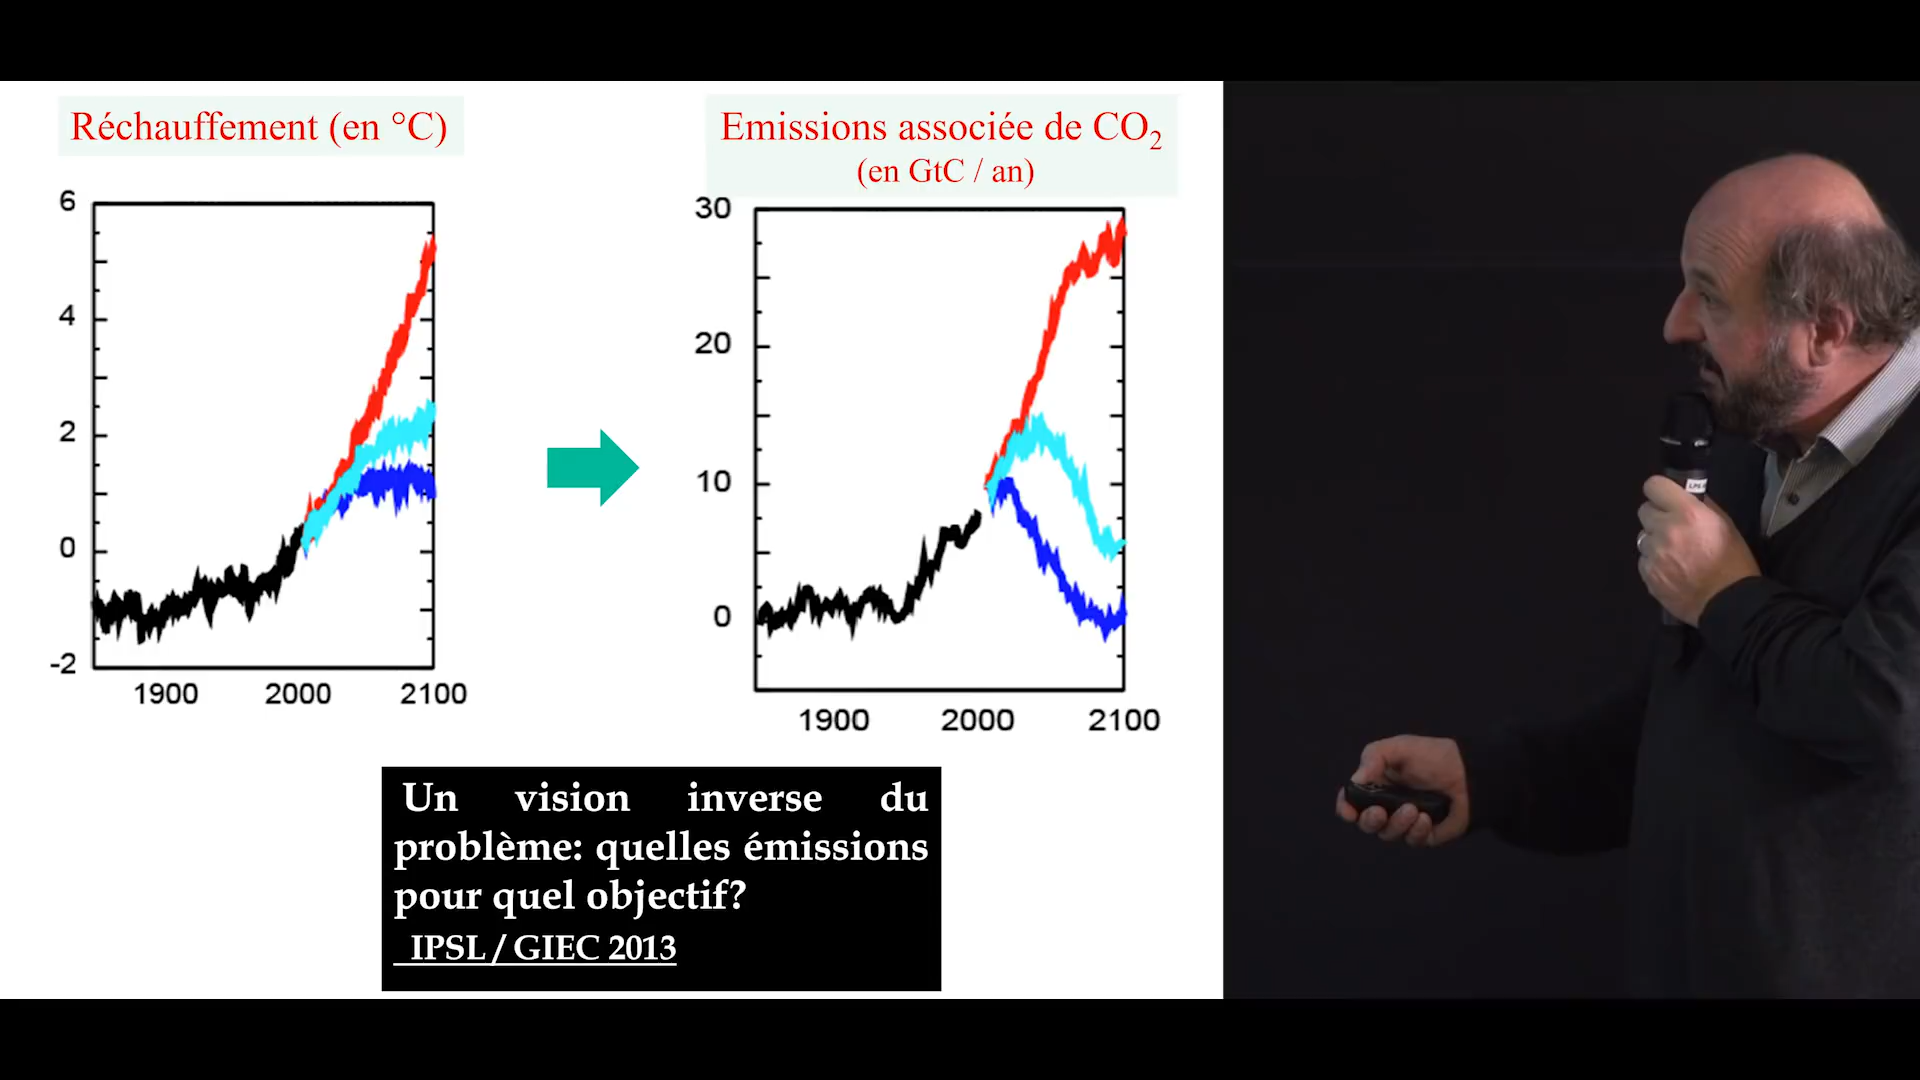 Réchauffement (en °C)
6
4
2
0
-2
1900 2000 2100
Emissions associée de CO2
(en GtC / an)
30
20
10
0
1900 2000 2100
Un vision inverse du
problème: quelles émissions
pour quel objectif?
IPSL / GIEC 2013